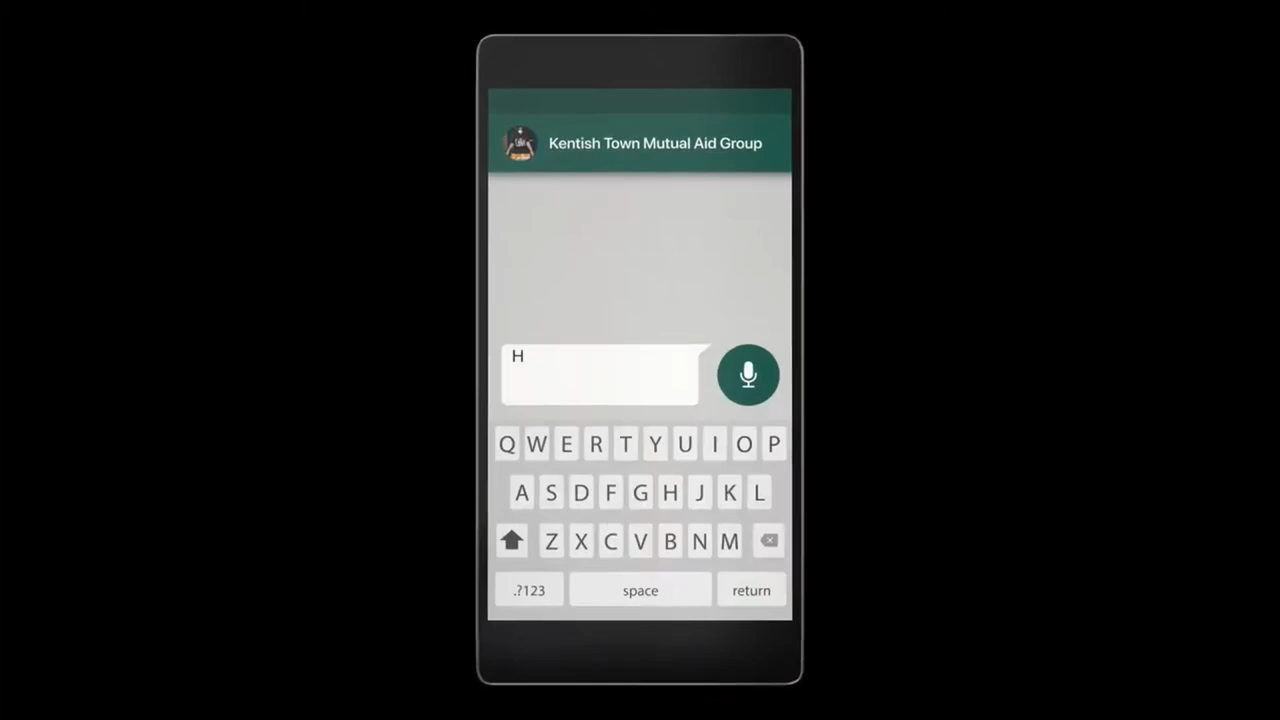 Kentish Town Mutual Aid Group
H
Q W E R T Y U I O P
A S D F G H J K L
Z X C V B N M
.?123 space return